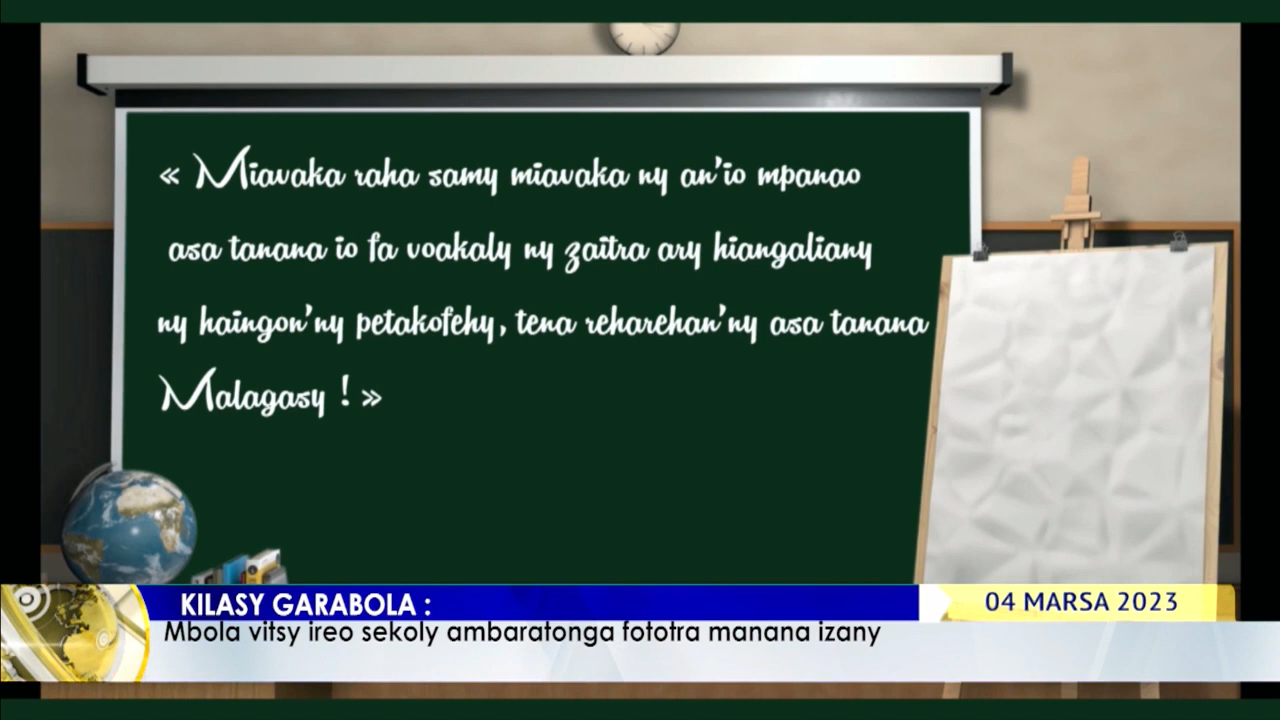 « Miavaka raha samy miavaka ny an'io mpanao
asa tanana io fa voakaly ny zaitra ary hiangaliany
ny haingon'ny petakofehy, tena reharehan'ny asa tanana
Malagasy ! »
KILASY GARABOLA :
04 MARSA 2023
Mbola vitsy ireo sekoly ambaratonga fototra manana izany